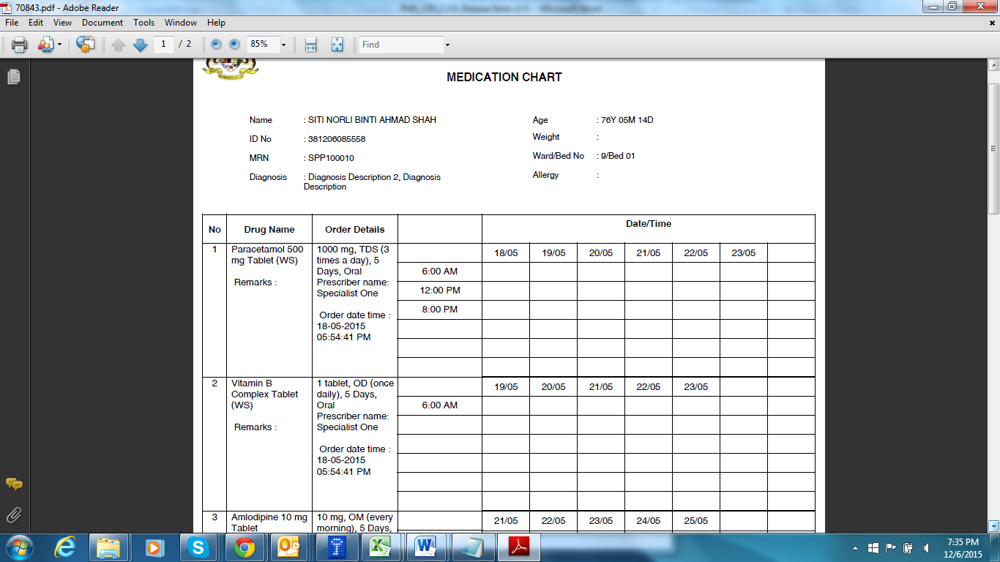 70843.pdf - Adobe Reader
File Edit View Document Tools Window Help
1 / 2 85% Find
MEDICATION CHART
Name : SITI NORLI BINTI AHMAD SHAH
Age : 76Y 05M 14D
ID No : 381206085558
Weight :
MRN : SPP100010
Ward/Bed No : 9/Bed 01
Diagnosis : Diagnosis Description 2, Diagnosis
Description
Allergy :
No Drug Name Order Details Date/Time
1 Paracetamol 500
mg Tablet (WS)
Remarks :
1000 mg, TDS (3
times a day), 5
Days, Oral
Prescriber name:
Specialist One
Order date time :
18-05-2015
05:54:41 PM
18/05 19/05 20/05 21/05 22/05 23/05
6:00 AM
12:00 PM
8:00 PM
2 Vitamin B
Complex Tablet
(WS)
Remarks :
1 tablet, OD (once
daily), 5 Days,
Oral
Prescriber name:
Specialist One
Order date time :
18-05-2015
05:54:41 PM
19/05 20/05 21/05 22/05 23/05
6:00 AM
3 Amlodipine 10 mg
Tablet
10 mg, OM (every
morning), 5 Days,
21/05 22/05 23/05 24/05 25/05
7:35 PM
12/6/2015